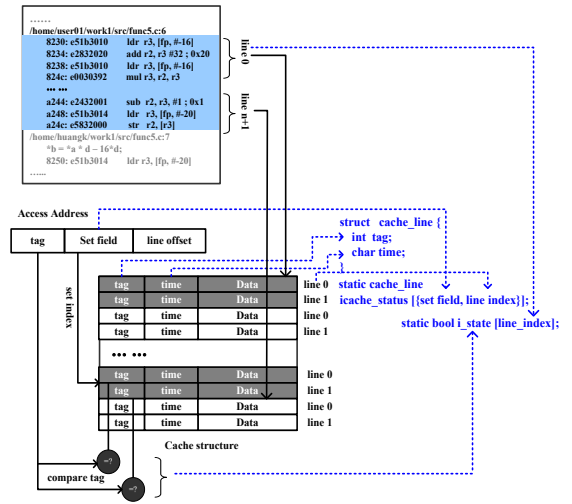 ......
/home/user01/work1/src/func5.c:6
8230: e51b3010 ldr r3, [fp, #-16]
8234: e2832020 add r2, r3 #32 ; 0x20
8238: e51b3010 ldr r3, [fp, #-16]
824c: e0030392 mul r3, r2, r3
... ...
a244: e2432001 sub r2, r3, #1 ; 0x1
a248: e51b3014 ldr r3, [fp, #-20]
a24c: e5832000 str r2, [r3]
/home/huangk/work1/src/func5.c:7
*b = *a * d – 16*d;
8250: e51b3014 ldr r3, [fp, #-20]
......
line 0
line n+1
Access Address
tag Set field line offset
set index
struct cache_line {
int tag;
char time;
}
static cache_line
icache_status [{set field, line index}];
static bool i_state [line_index];
tag time Data line 0
tag time Data line 1
tag time Data line 0
tag time Data line 1
... ...
tag time Data line 0
tag time Data line 1
tag time Data line 0
tag time Data line 1
Cache structure
=?
=?
compare tag